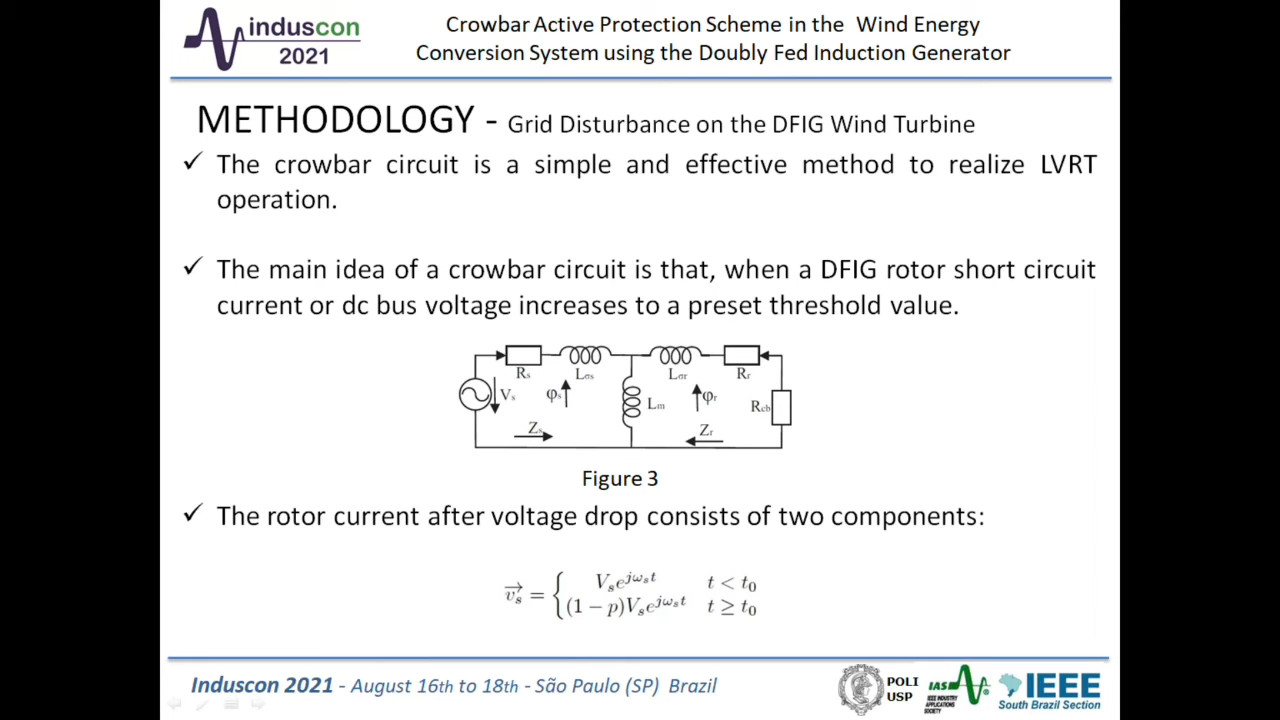 induscon
2021
Crowbar Active Protection Scheme in the Wind Energy
Conversion System using the Doubly Fed Induction Generator
METHODOLOGY - Grid Disturbance on the DFIG Wind Turbine
✓ The crowbar circuit is a simple and effective method to realize LVRT
operation.
✓ The main idea of a crowbar circuit is that, when a DFIG rotor short circuit
current or dc bus voltage increases to a preset threshold value.
Rs Lσs Lσr Rr
Vs φs Lm φr Rcb
Zs Zr
Figure 3
✓ The rotor current after voltage drop consists of two components:
v⃗s = { Vs e^{jωst} t < t0
(1 − p)Vs e^{jωst} t ≥ t0
Induscon 2021 - August 16th to 18th - São Paulo (SP) Brazil
POLI
USP
IAS
IEEE INDUSTRY
APPLICATIONS
SOCIETY
®
IEEE
South Brazil Section